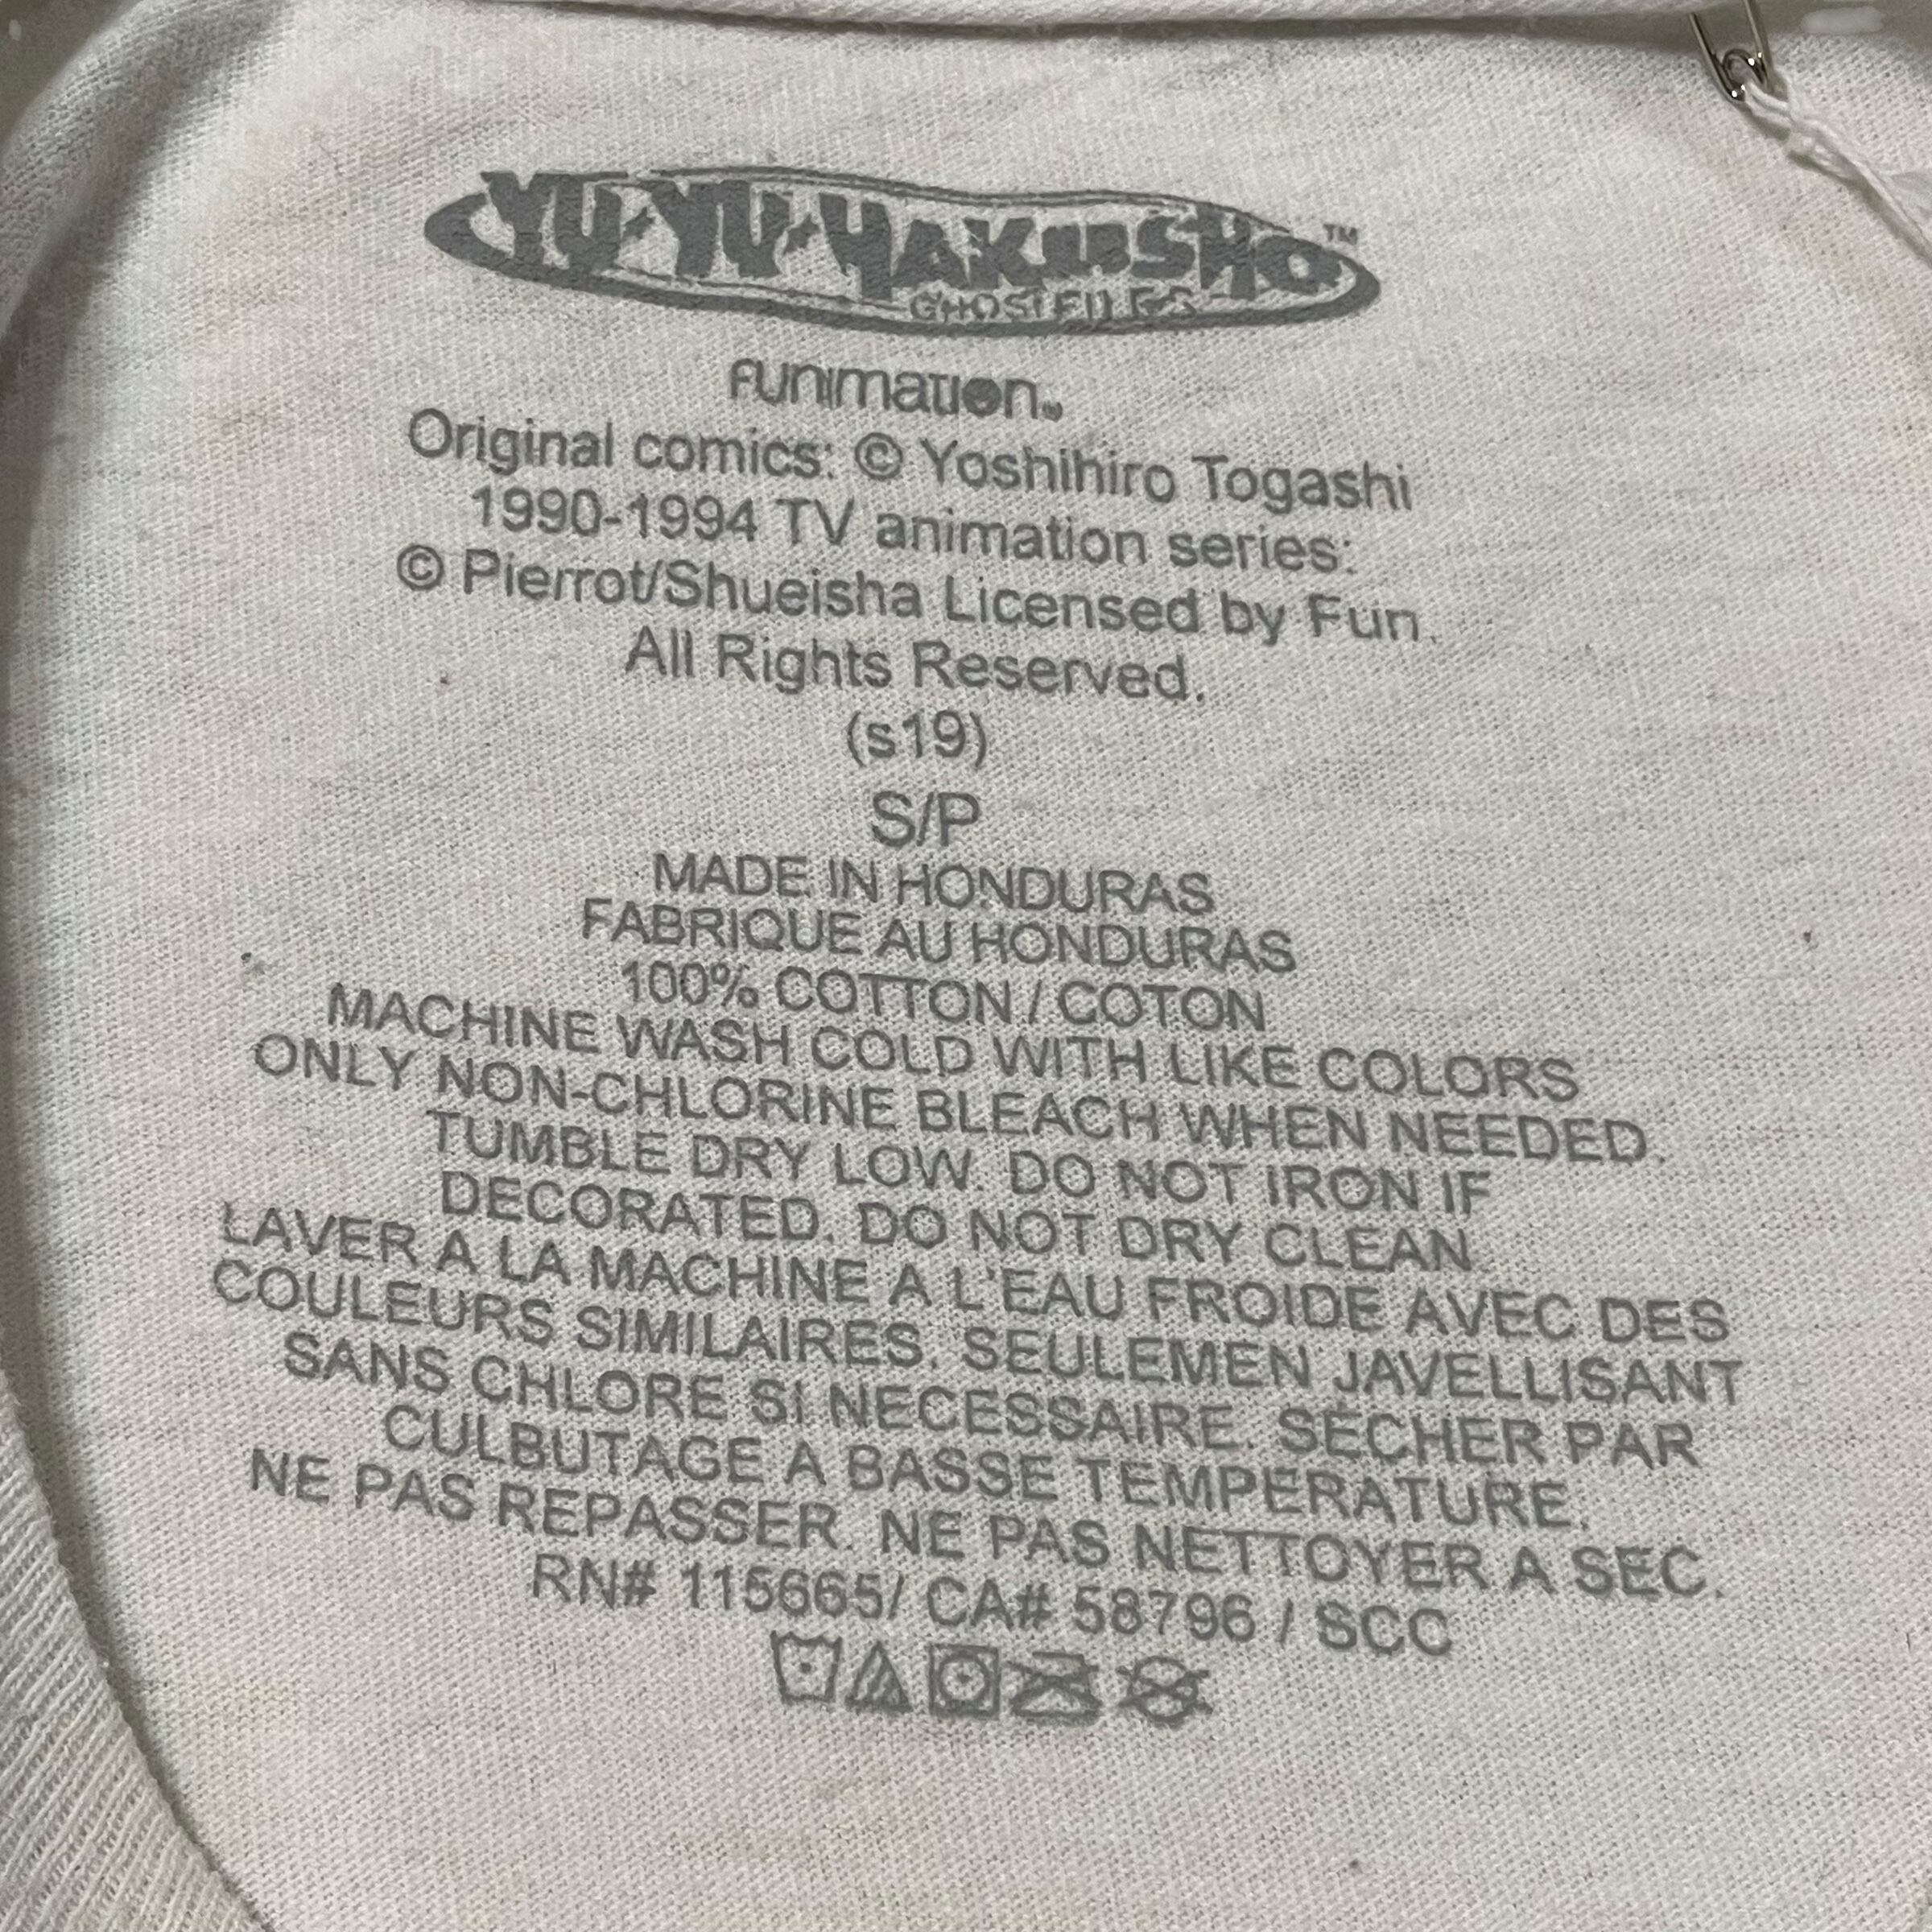 YU YU HAKUSHO TM
GHOST FILES
FUNIMATION
Original comics: © Yoshihiro Togashi
1990-1994 TV animation series:
© Pierrot/Shueisha Licensed by Fun.
All Rights Reserved.
(s19)
S/P
MADE IN HONDURAS
FABRIQUE AU HONDURAS
100% COTTON / COTON
MACHINE WASH COLD WITH LIKE COLORS
ONLY NON-CHLORINE BLEACH WHEN NEEDED.
TUMBLE DRY LOW. DO NOT IRON IF
DECORATED. DO NOT DRY CLEAN
LAVER A LA MACHINE A L'EAU FROIDE AVEC DES
COULEURS SIMILAIRES. SEULEMEN JAVELLISANT
SANS CHLORE SI NECESSAIRE. SÉCHER PAR
CULBUTAGE A BASSE TEMPERATURE.
NE PAS REPASSER. NE PAS NETTOYER A SEC.
RN# 115665/ CA# 58796 / SCC